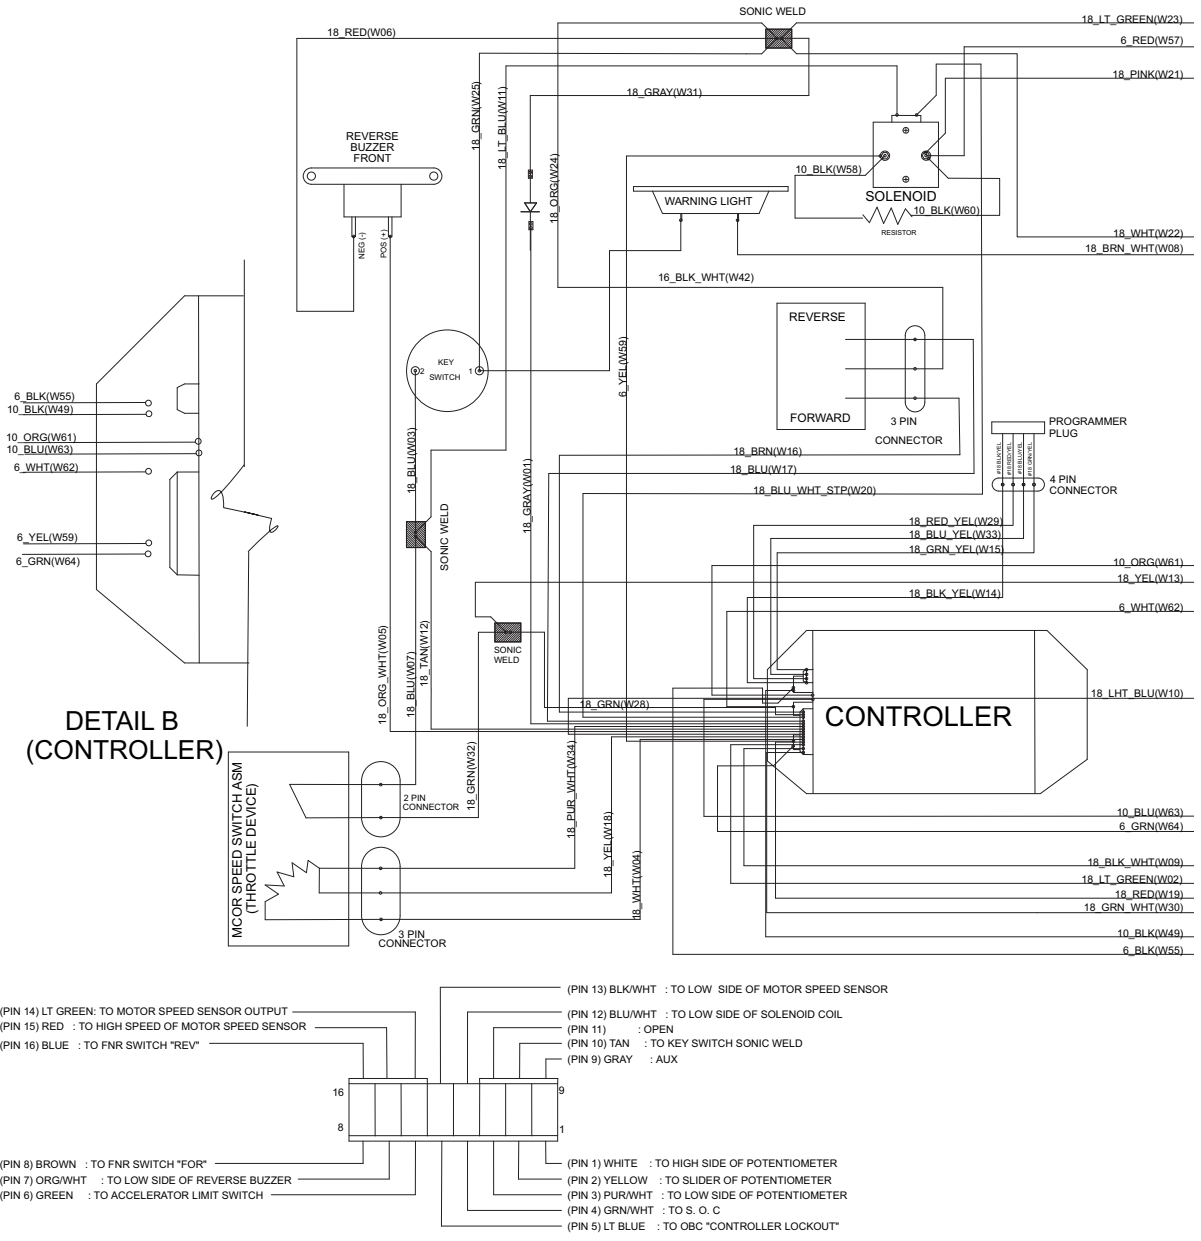 SONIC WELD
18_LT_GREEN(W23)
18_RED(W06)
6_RED(W57)
18_PINK(W21)
18_GRN(W25)
18_LT_BLU(W11)
18_GRAY(W31)
REVERSE
BUZZER
FRONT
18_ORG(W24)
10_BLK(W58)
SOLENOID
WARNING LIGHT
10_BLK(W60)
RESISTOR
NEG (-)
POS (+)
18_WHT(W22)
18_BRN_WHT(W08)
16_BLK_WHT(W42)
REVERSE
KEY
SWITCH
2
1
6_YEL(W59)
FORWARD
3 PIN
CONNECTOR
PROGRAMMER
PLUG
6_BLK(W55)
10_BLK(W49)
10_ORG(W61)
10_BLU(W63)
6_WHT(W62)
6_YEL(W59)
6_GRN(W64)
18_BLU(W03)
18_BRN(W16)
18_BLU(W17)
18_BLU_WHT_STP(W20)
#18 BLK/YEL
#18 RED/YEL
#18 BLU/YEL
#18 GRN/YEL
4 PIN
CONNECTOR
18_GRAY(W01)
SONIC WELD
18_RED_YEL(W29)
18_BLU_YEL(W33)
18_GRN_YEL(W15)
10_ORG(W61)
18_YEL(W13)
18_BLK_YEL(W14)
6_WHT(W62)
SONIC
WELD
18_ORG_WHT(W05)
18_BLU(W07)
18_TAN(W12)
18_GRN(W28)
18_LHT_BLU(W10)
CONTROLLER
DETAIL B
(CONTROLLER)
MCOR SPEED SWITCH ASM
(THROTTLE DEVICE)
2 PIN
CONNECTOR
18_GRN(W32)
18_PUR_WHT(W34)
18_YEL(W18)
18_WHT(W04)
3 PIN
CONNECTOR
10_BLU(W63)
6_GRN(W64)
18_BLK_WHT(W09)
18_LT_GREEN(W02)
18_RED(W19)
18_GRN_WHT(W30)
10_BLK(W49)
6_BLK(W55)
(PIN 13) BLK/WHT : TO LOW SIDE OF MOTOR SPEED SENSOR
(PIN 14) LT GREEN: TO MOTOR SPEED SENSOR OUTPUT
(PIN 12) BLU/WHT : TO LOW SIDE OF SOLENOID COIL
(PIN 15) RED : TO HIGH SPEED OF MOTOR SPEED SENSOR
(PIN 11) : OPEN
(PIN 16) BLUE : TO FNR SWITCH "REV"
(PIN 10) TAN : TO KEY SWITCH SONIC WELD
(PIN 9) GRAY : AUX
16
9
8
1
(PIN 8) BROWN : TO FNR SWITCH "FOR"
(PIN 1) WHITE : TO HIGH SIDE OF POTENTIOMETER
(PIN 7) ORG/WHT : TO LOW SIDE OF REVERSE BUZZER
(PIN 2) YELLOW : TO SLIDER OF POTENTIOMETER
(PIN 6) GREEN : TO ACCELERATOR LIMIT SWITCH
(PIN 3) PUR/WHT : TO LOW SIDE OF POTENTIOMETER
(PIN 4) GRN/WHT : TO S. O. C
(PIN 5) LT BLUE : TO OBC "CONTROLLER LOCKOUT"